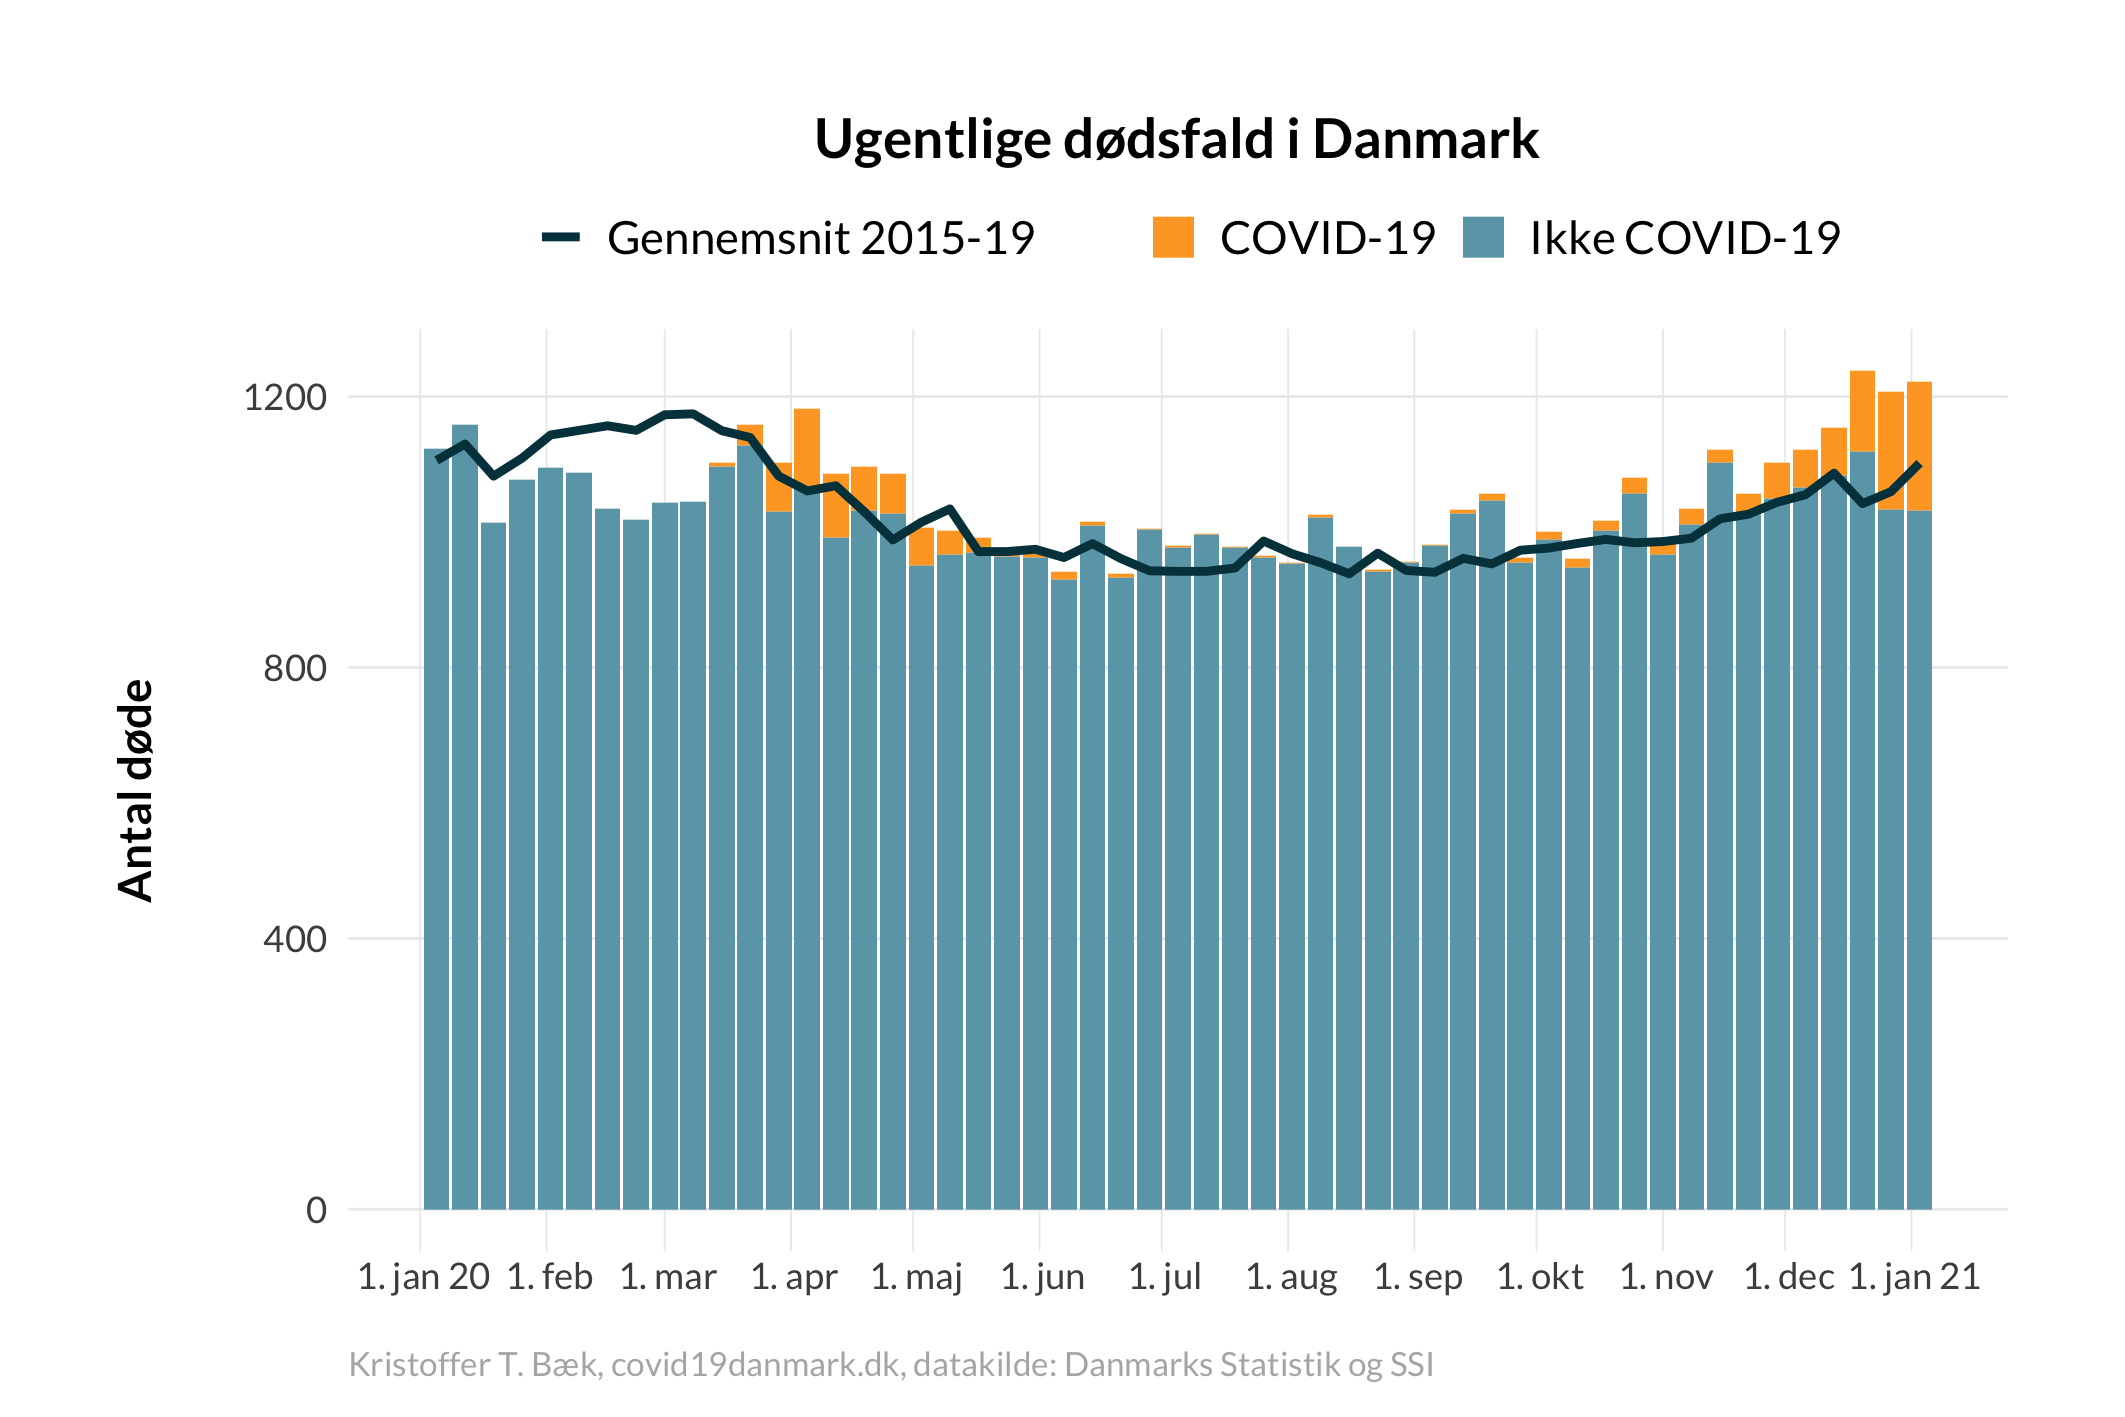 Ugentlige dødsfald i Danmark
Gennemsnit 2015-19 COVID-19 Ikke COVID-19
Antal døde
1200
800
400
0
1. jan 20 1. feb 1. mar 1. apr 1. maj 1. jun 1. jul 1. aug 1. sep 1. okt 1. nov 1. dec 1. jan 21
Kristoffer T. Bæk, covid19danmark.dk, datakilde: Danmarks Statistik og SSI